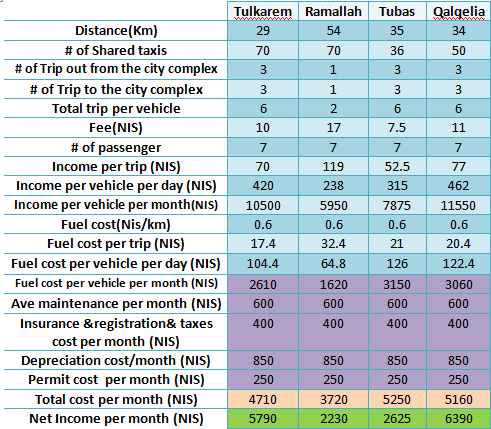 Tulkarem Ramallah Tubas Qalqelia
Distance(Km) 29 54 35 34
# of Shared taxis 70 70 36 50
# of Trip out from the city complex 3 1 3 3
# of Trip to the city complex 3 1 3 3
Total trip per vehicle 6 2 6 6
Fee(NIS) 10 17 7.5 11
# of passenger 7 7 7 7
Income per trip (NIS) 70 119 52.5 77
Income per vehicle per day (NIS) 420 238 315 462
Income per vehicle per month(NIS) 10500 5950 7875 11550
Fuel cost(Nis/km) 0.6 0.6 0.6 0.6
Fuel cost per trip (NIS) 17.4 32.4 21 20.4
Fuel cost per vehicle per day (NIS) 104.4 64.8 126 122.4
Fuel cost per vehicle per month (NIS) 2610 1620 3150 3060
Ave maintenance per month (NIS) 600 600 600 600
Insurance &registration& taxes
cost per month (NIS) 400 400 400 400
Depreciation cost/month (NIS) 850 850 850 850
Permit cost per month (NIS) 250 250 250 250
Total cost per month (NIS) 4710 3720 5250 5160
Net Income per month (NIS) 5790 2230 2625 6390